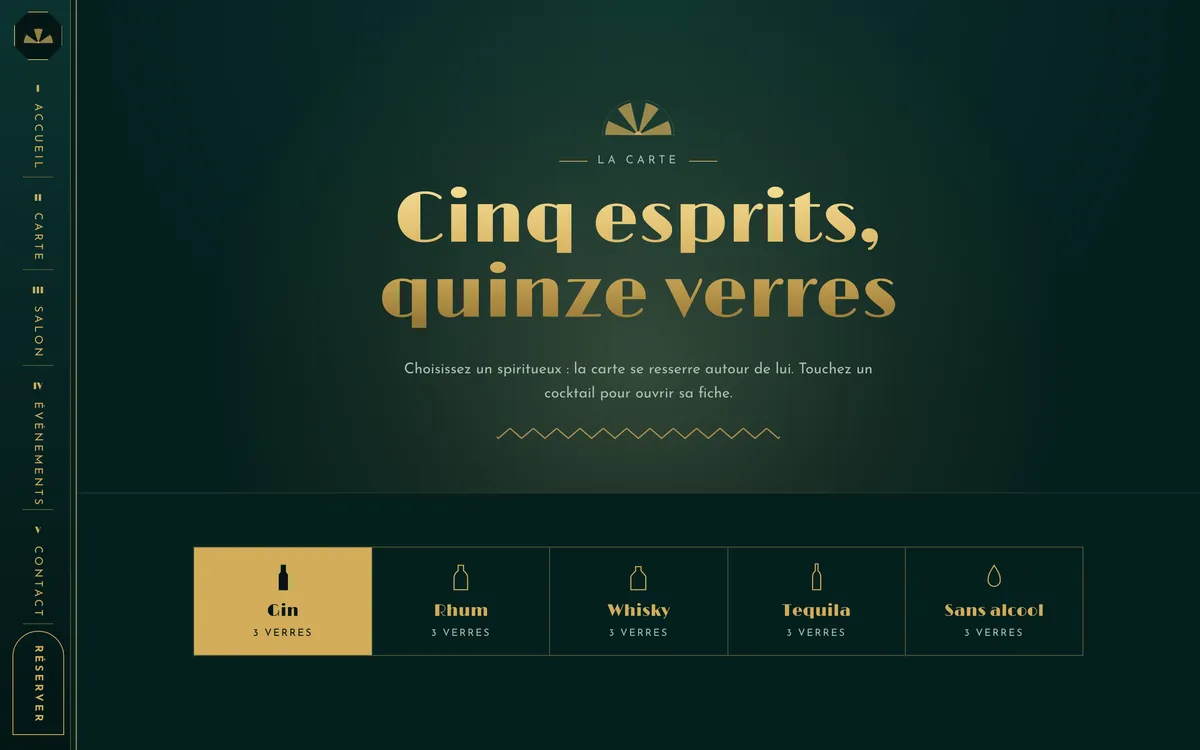 I ACCUEIL
II CARTE
III SALON
IV ÉVÉNEMENTS
V CONTACT
RÉSERVER
LA CARTE
Cinq esprits,
quinze verres
Choisissez un spiritueux : la carte se resserre autour de lui. Touchez un
cocktail pour ouvrir sa fiche.
Gin
3 VERRES
Rhum
3 VERRES
Whisky
3 VERRES
Tequila
3 VERRES
Sans alcool
3 VERRES